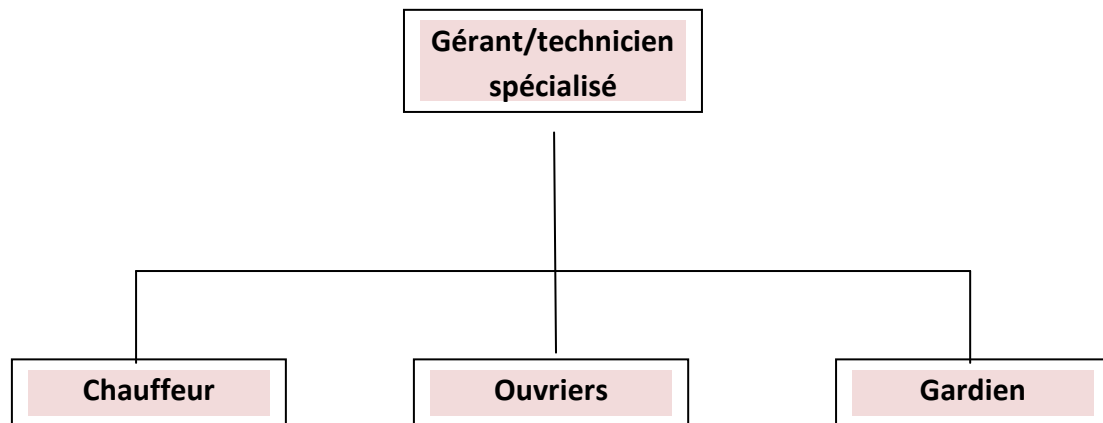 Gérant/technicien
spécialisé
Chauffeur
Ouvriers
Gardien